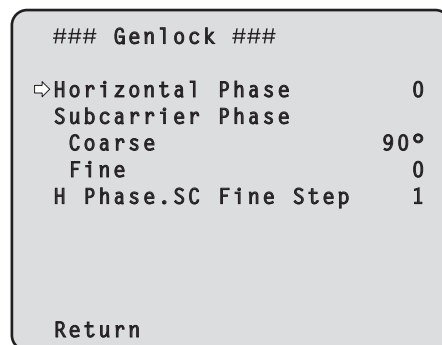 ### Genlock ###
⇨Horizontal Phase 0
Subcarrier Phase
Coarse 90°
Fine 0
H Phase.SC Fine Step 1
Return